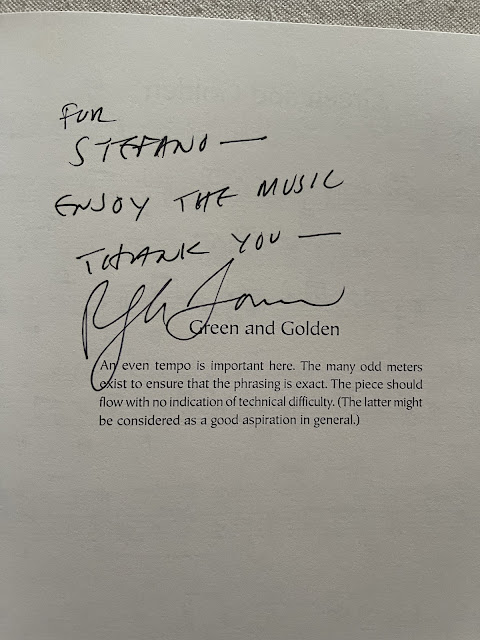 FOR
STEFANO —
ENJOY THE MUSIC
THANK YOU —
Green and Golden
An even tempo is important here. The many odd meters
exist to ensure that the phrasing is exact. The piece should
flow with no indication of technical difficulty. (The latter might
be considered as a good aspiration in general.)